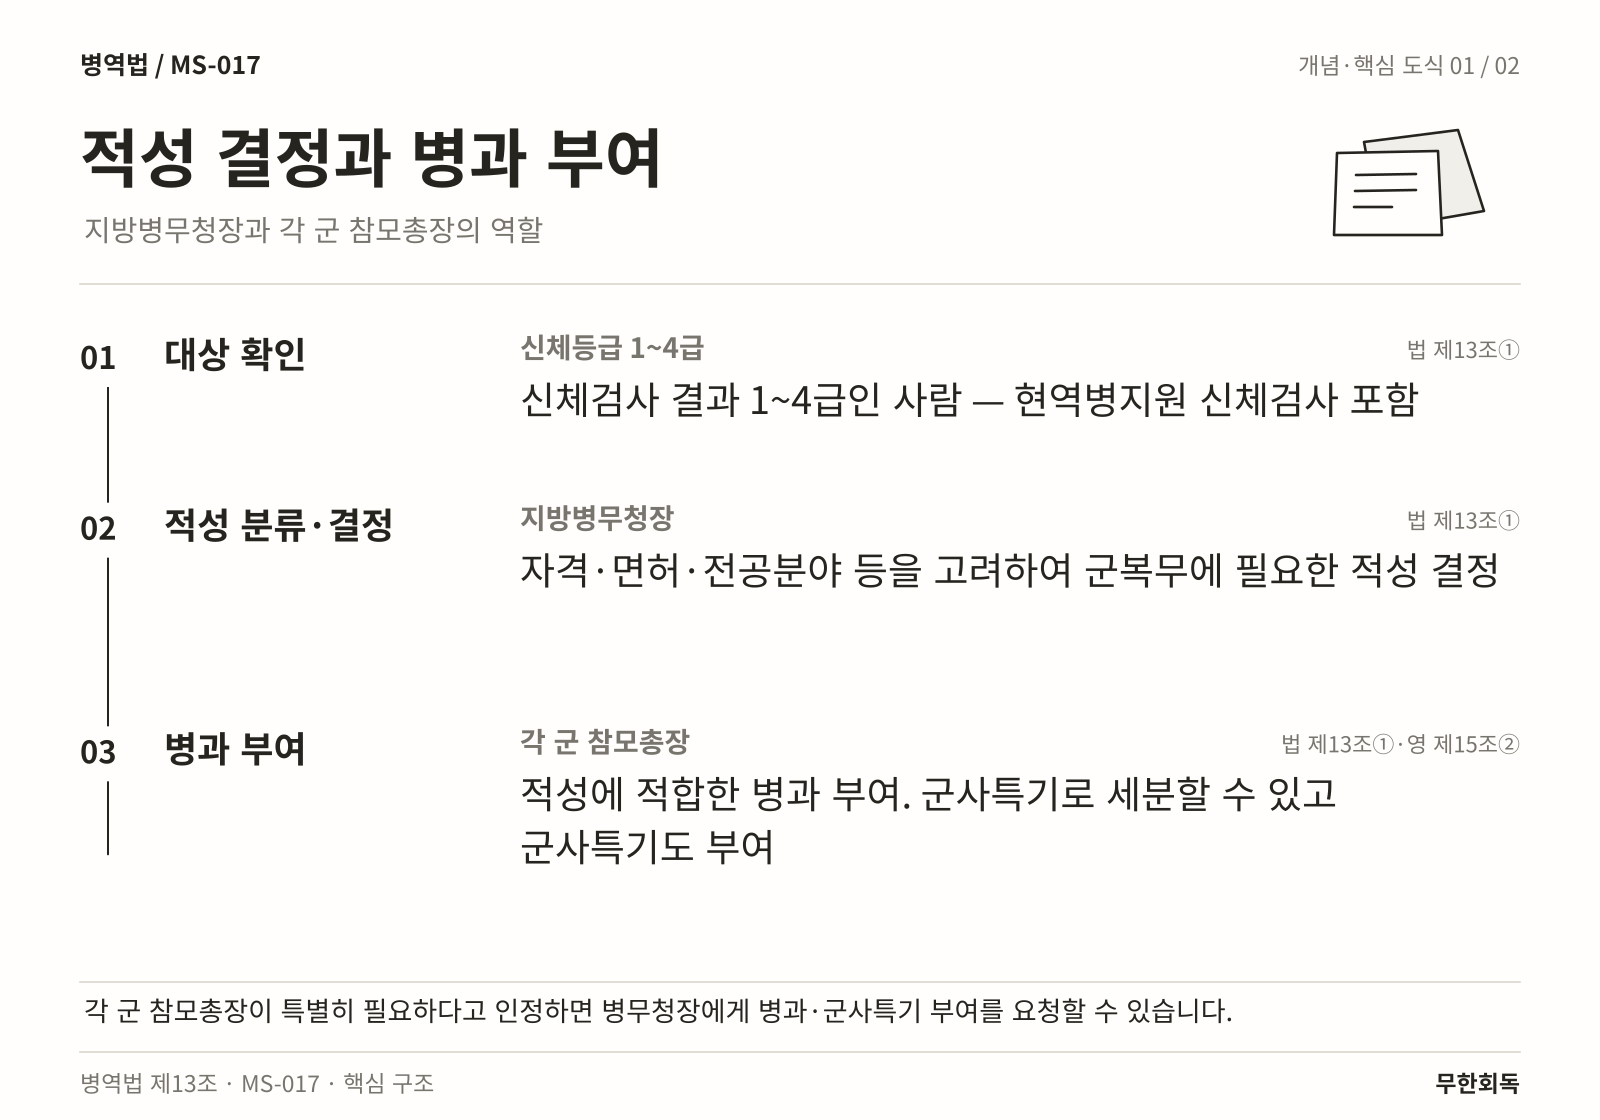 병역법 / MS-017
개념·핵심 도식 01 / 02
적성 결정과 병과 부여
지방병무청장과 각 군 참모총장의 역할
01 대상 확인
신체등급 1~4급
법 제13조①
신체검사 결과 1~4급인 사람 — 현역병지원 신체검사 포함
02 적성 분류·결정
지방병무청장
법 제13조①
자격·면허·전공분야 등을 고려하여 군복무에 필요한 적성 결정
03 병과 부여
각 군 참모총장
법 제13조①·영 제15조②
적성에 적합한 병과 부여. 군사특기로 세분할 수 있고
군사특기도 부여
각 군 참모총장이 특별히 필요하다고 인정하면 병무청장에게 병과·군사특기 부여를 요청할 수 있습니다.
병역법 제13조 · MS-017 · 핵심 구조
무한회독